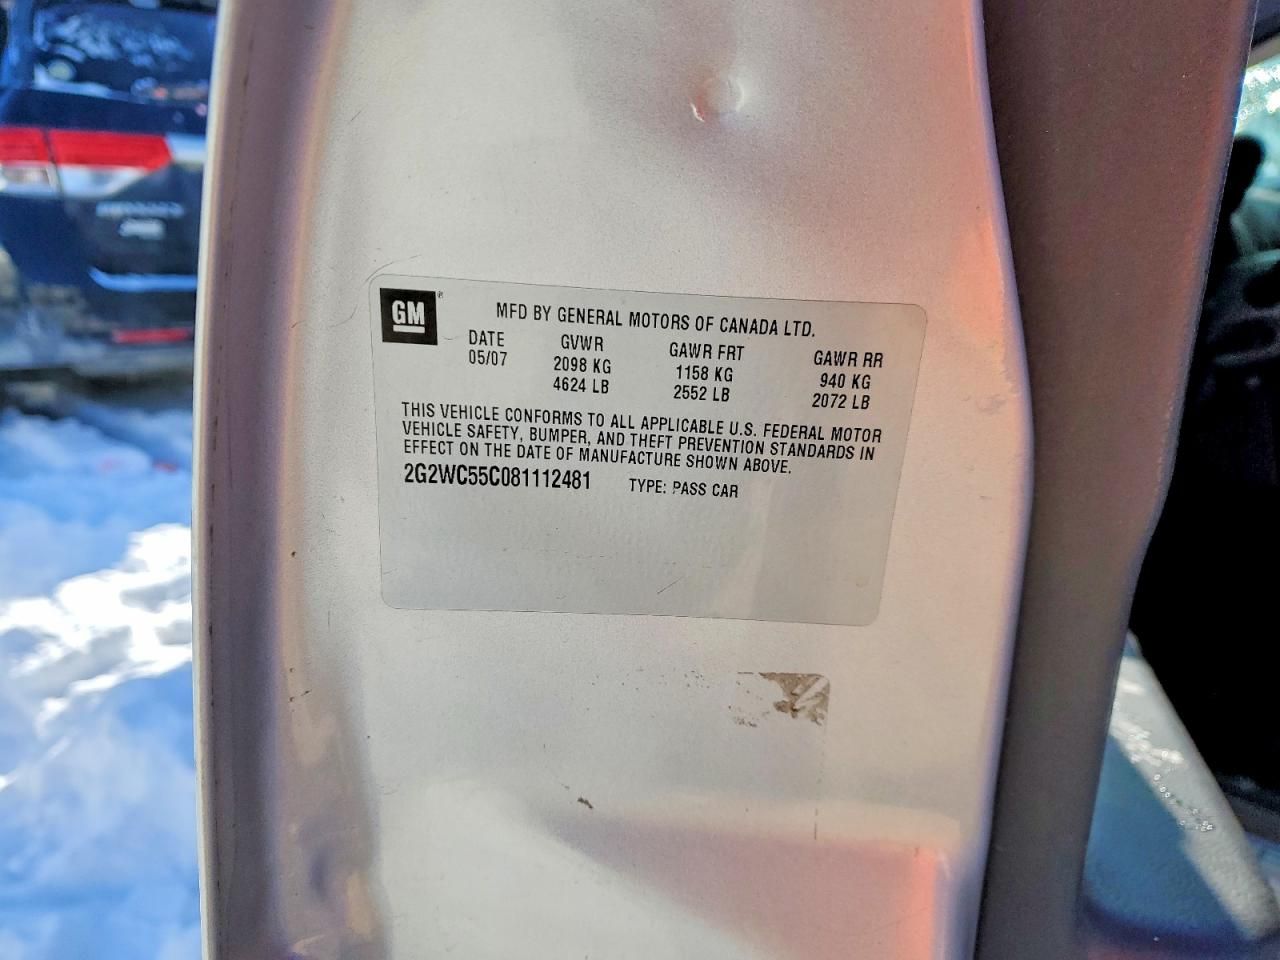 GM®
MFD BY GENERAL MOTORS OF CANADA LTD.
DATE GVWR GAWR FRT GAWR RR
05/07 2098 KG 1158 KG 940 KG
4624 LB 2552 LB 2072 LB
THIS VEHICLE CONFORMS TO ALL APPLICABLE U.S. FEDERAL MOTOR
VEHICLE SAFETY, BUMPER, AND THEFT PREVENTION STANDARDS IN
EFFECT ON THE DATE OF MANUFACTURE SHOWN ABOVE.
2G2WC55C081112481 TYPE: PASS CAR